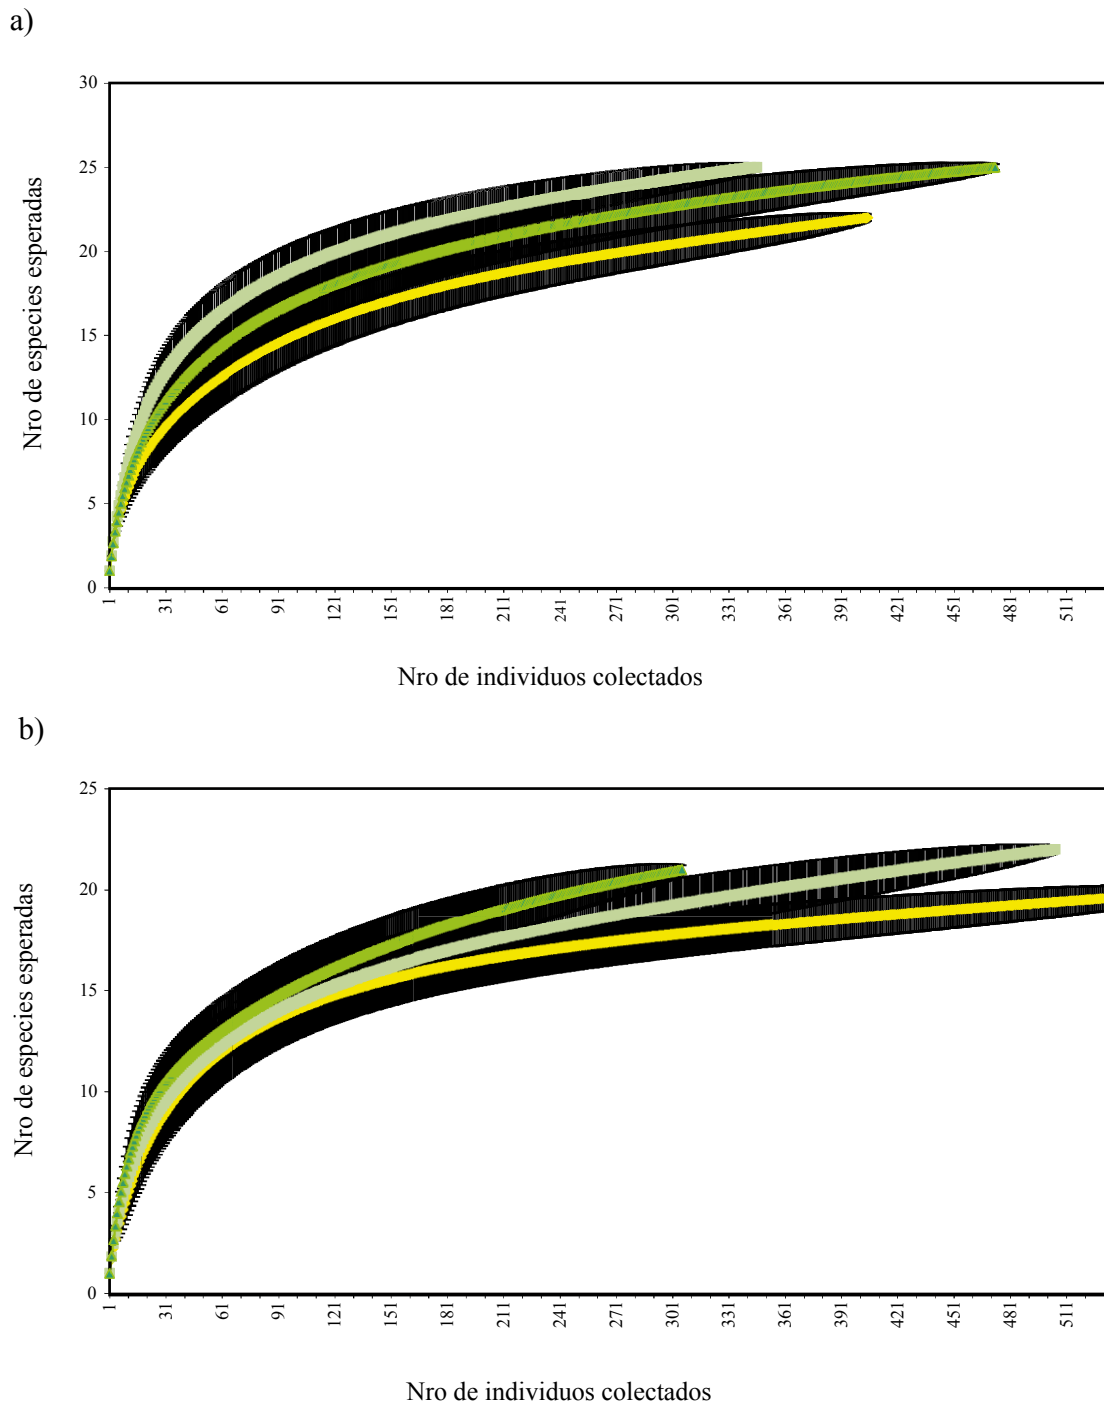 a)
30
25
20
15
10
5
0
Nro de especies esperadas
1 31 61 91 121 151 181 211 241 271 301 331 361 391 421 451 481 511
Nro de individuos colectados
b)
25
20
15
10
5
0
Nro de especies esperadas
1 31 61 91 121 151 181 211 241 271 301 331 361 391 421 451 481 511
Nro de individuos colectados